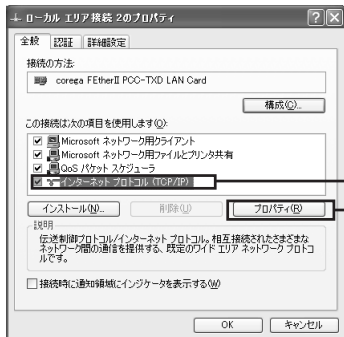 ローカル エリア接続 2のプロパティ
全般 認証 詳細設定
接続の方法:
corega FEtherII PCC-TXD LAN Card
構成(C)...
この接続は次の項目を使用します(O):
Microsoft ネットワーク用クライアント
Microsoft ネットワーク用ファイルとプリンタ共有
QoS パケット スケジューラ
インターネット プロトコル (TCP/IP)
インストール(N)... 削除(U) プロパティ(R)
説明
伝送制御プロトコル/インターネット プロトコル。相互接続されたさまざまな
ネットワーク間の通信を提供する、既定のワイド エリア ネットワーク プロトコ
ルです。
接続時に通知領域にインジケータを表示する(W)
OK キャンセル